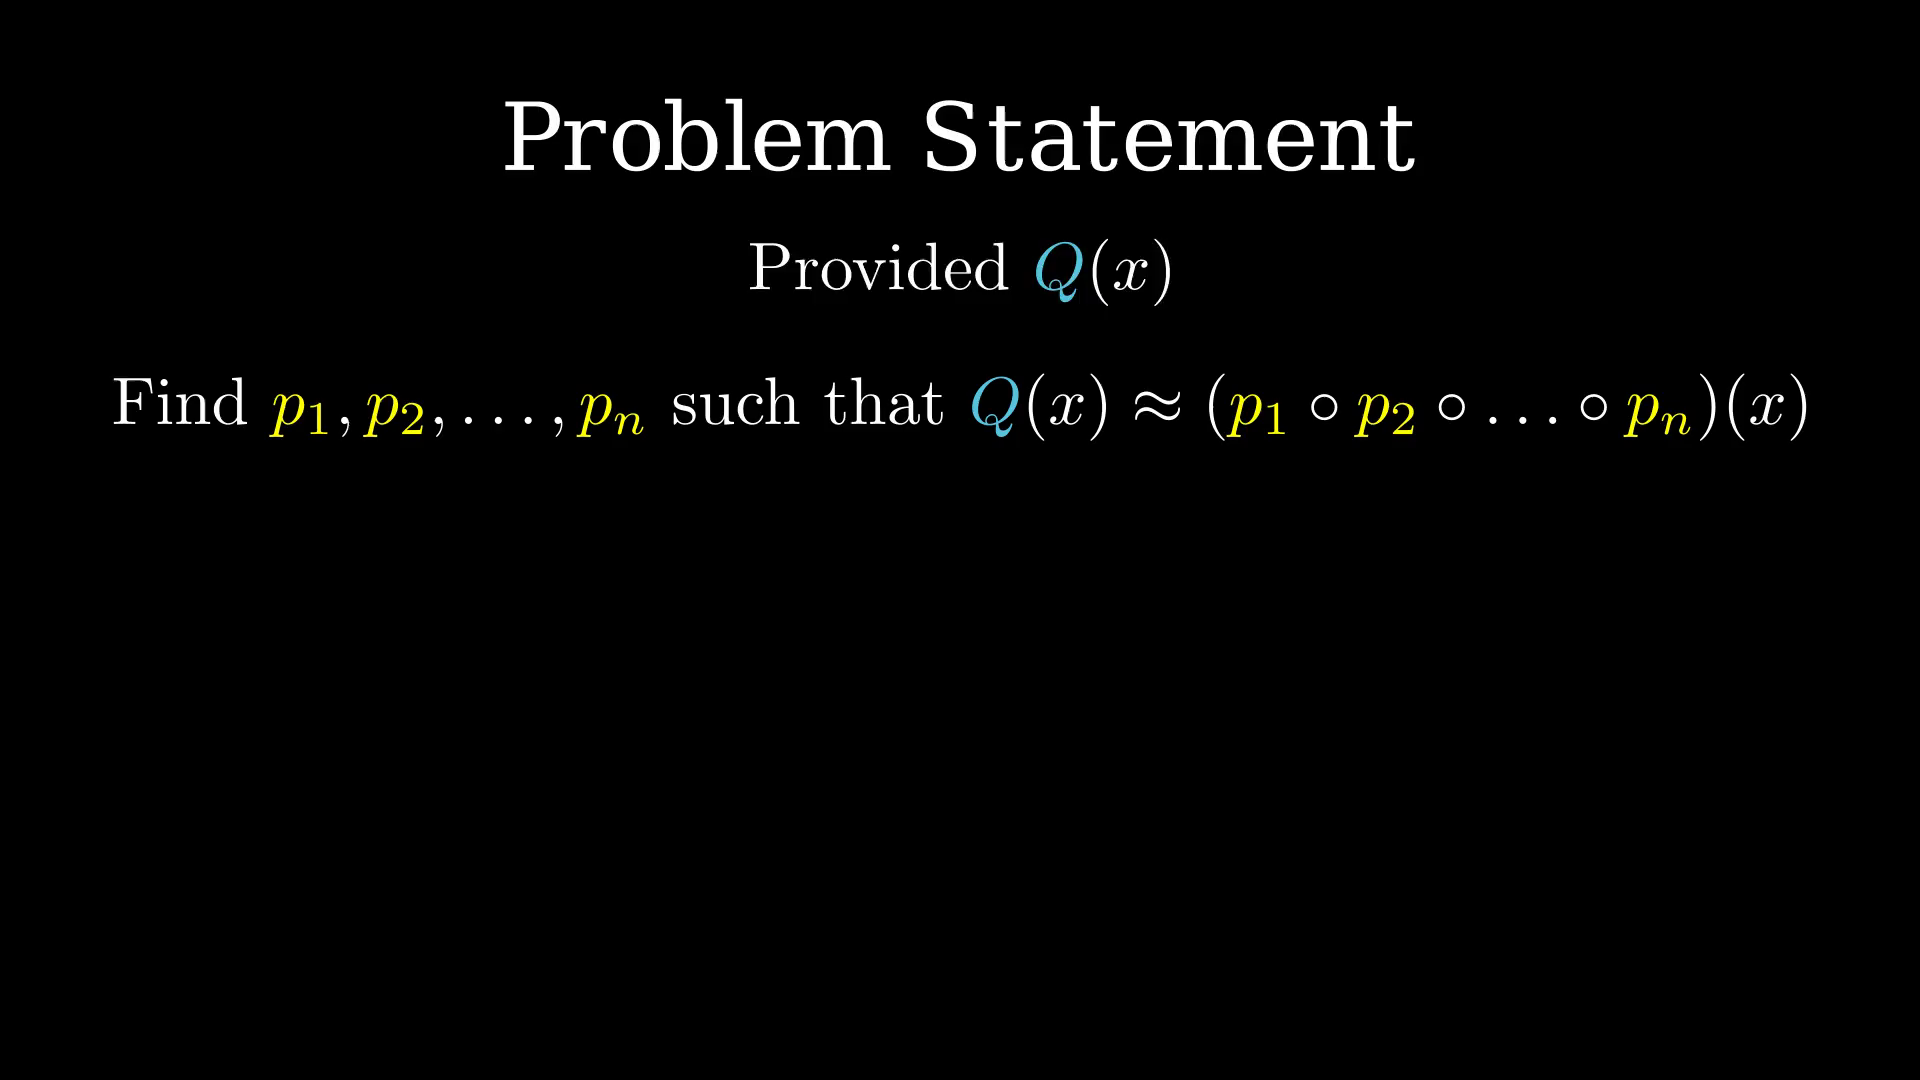 Problem Statement
Provided Q(x)
Find p₁, p₂, . . . , pₙ such that Q(x) ≈ (p₁ ∘ p₂ ∘ . . . ∘ pₙ)(x)